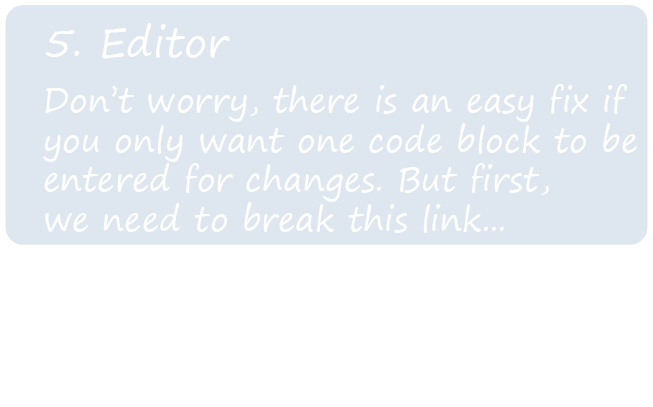 5. Editor
Don't worry, there is an easy fix if
you only want one code block to be
entered for changes. But first,
we need to break this link...